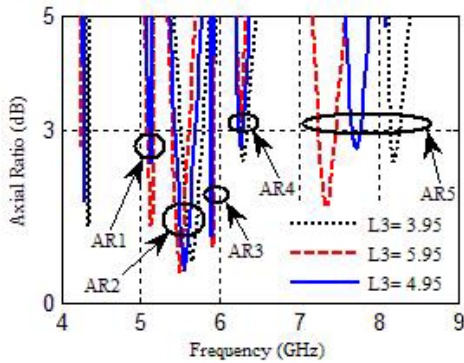 5
3
0
Axial Ratio (dB)
AR1
AR2
AR3
AR4
AR5
L3= 3.95
L3= 5.95
L3= 4.95
4 5 6 7 8 9
Frequency (GHz)